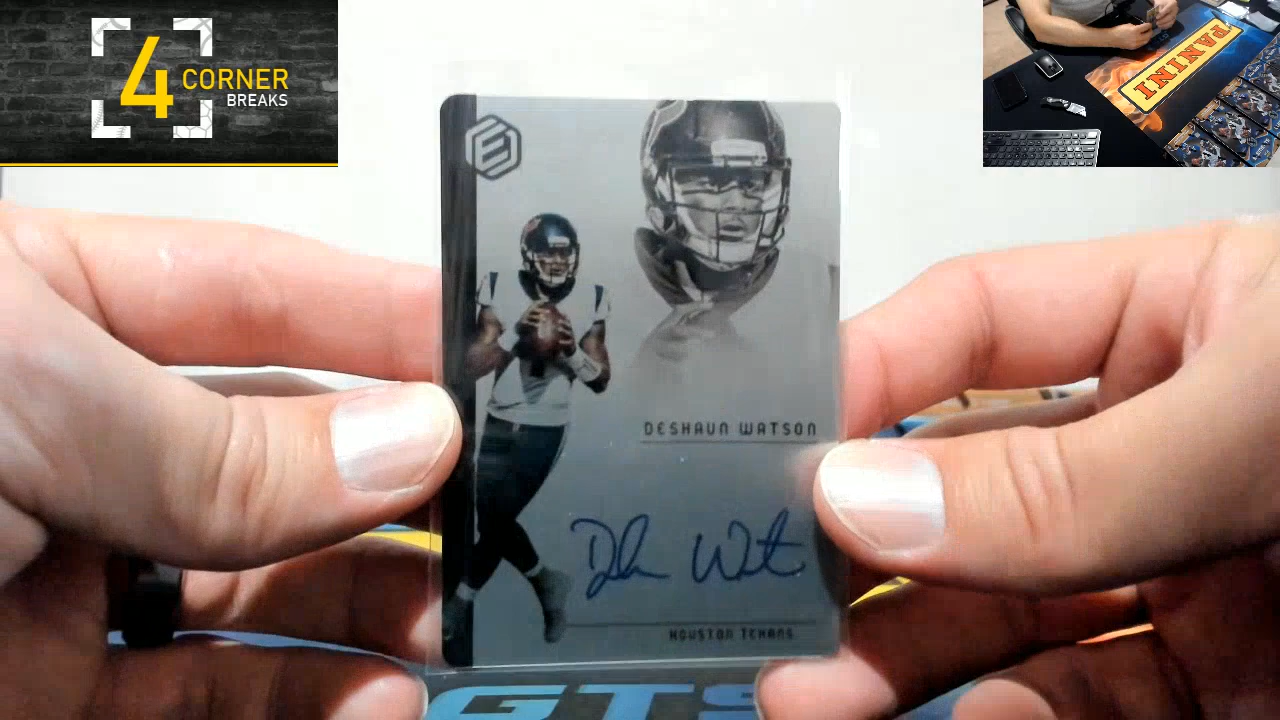 4 CORNER
BREAKS
PANINI
DESHAUN WATSON
HOUSTON TEXANS
GTS